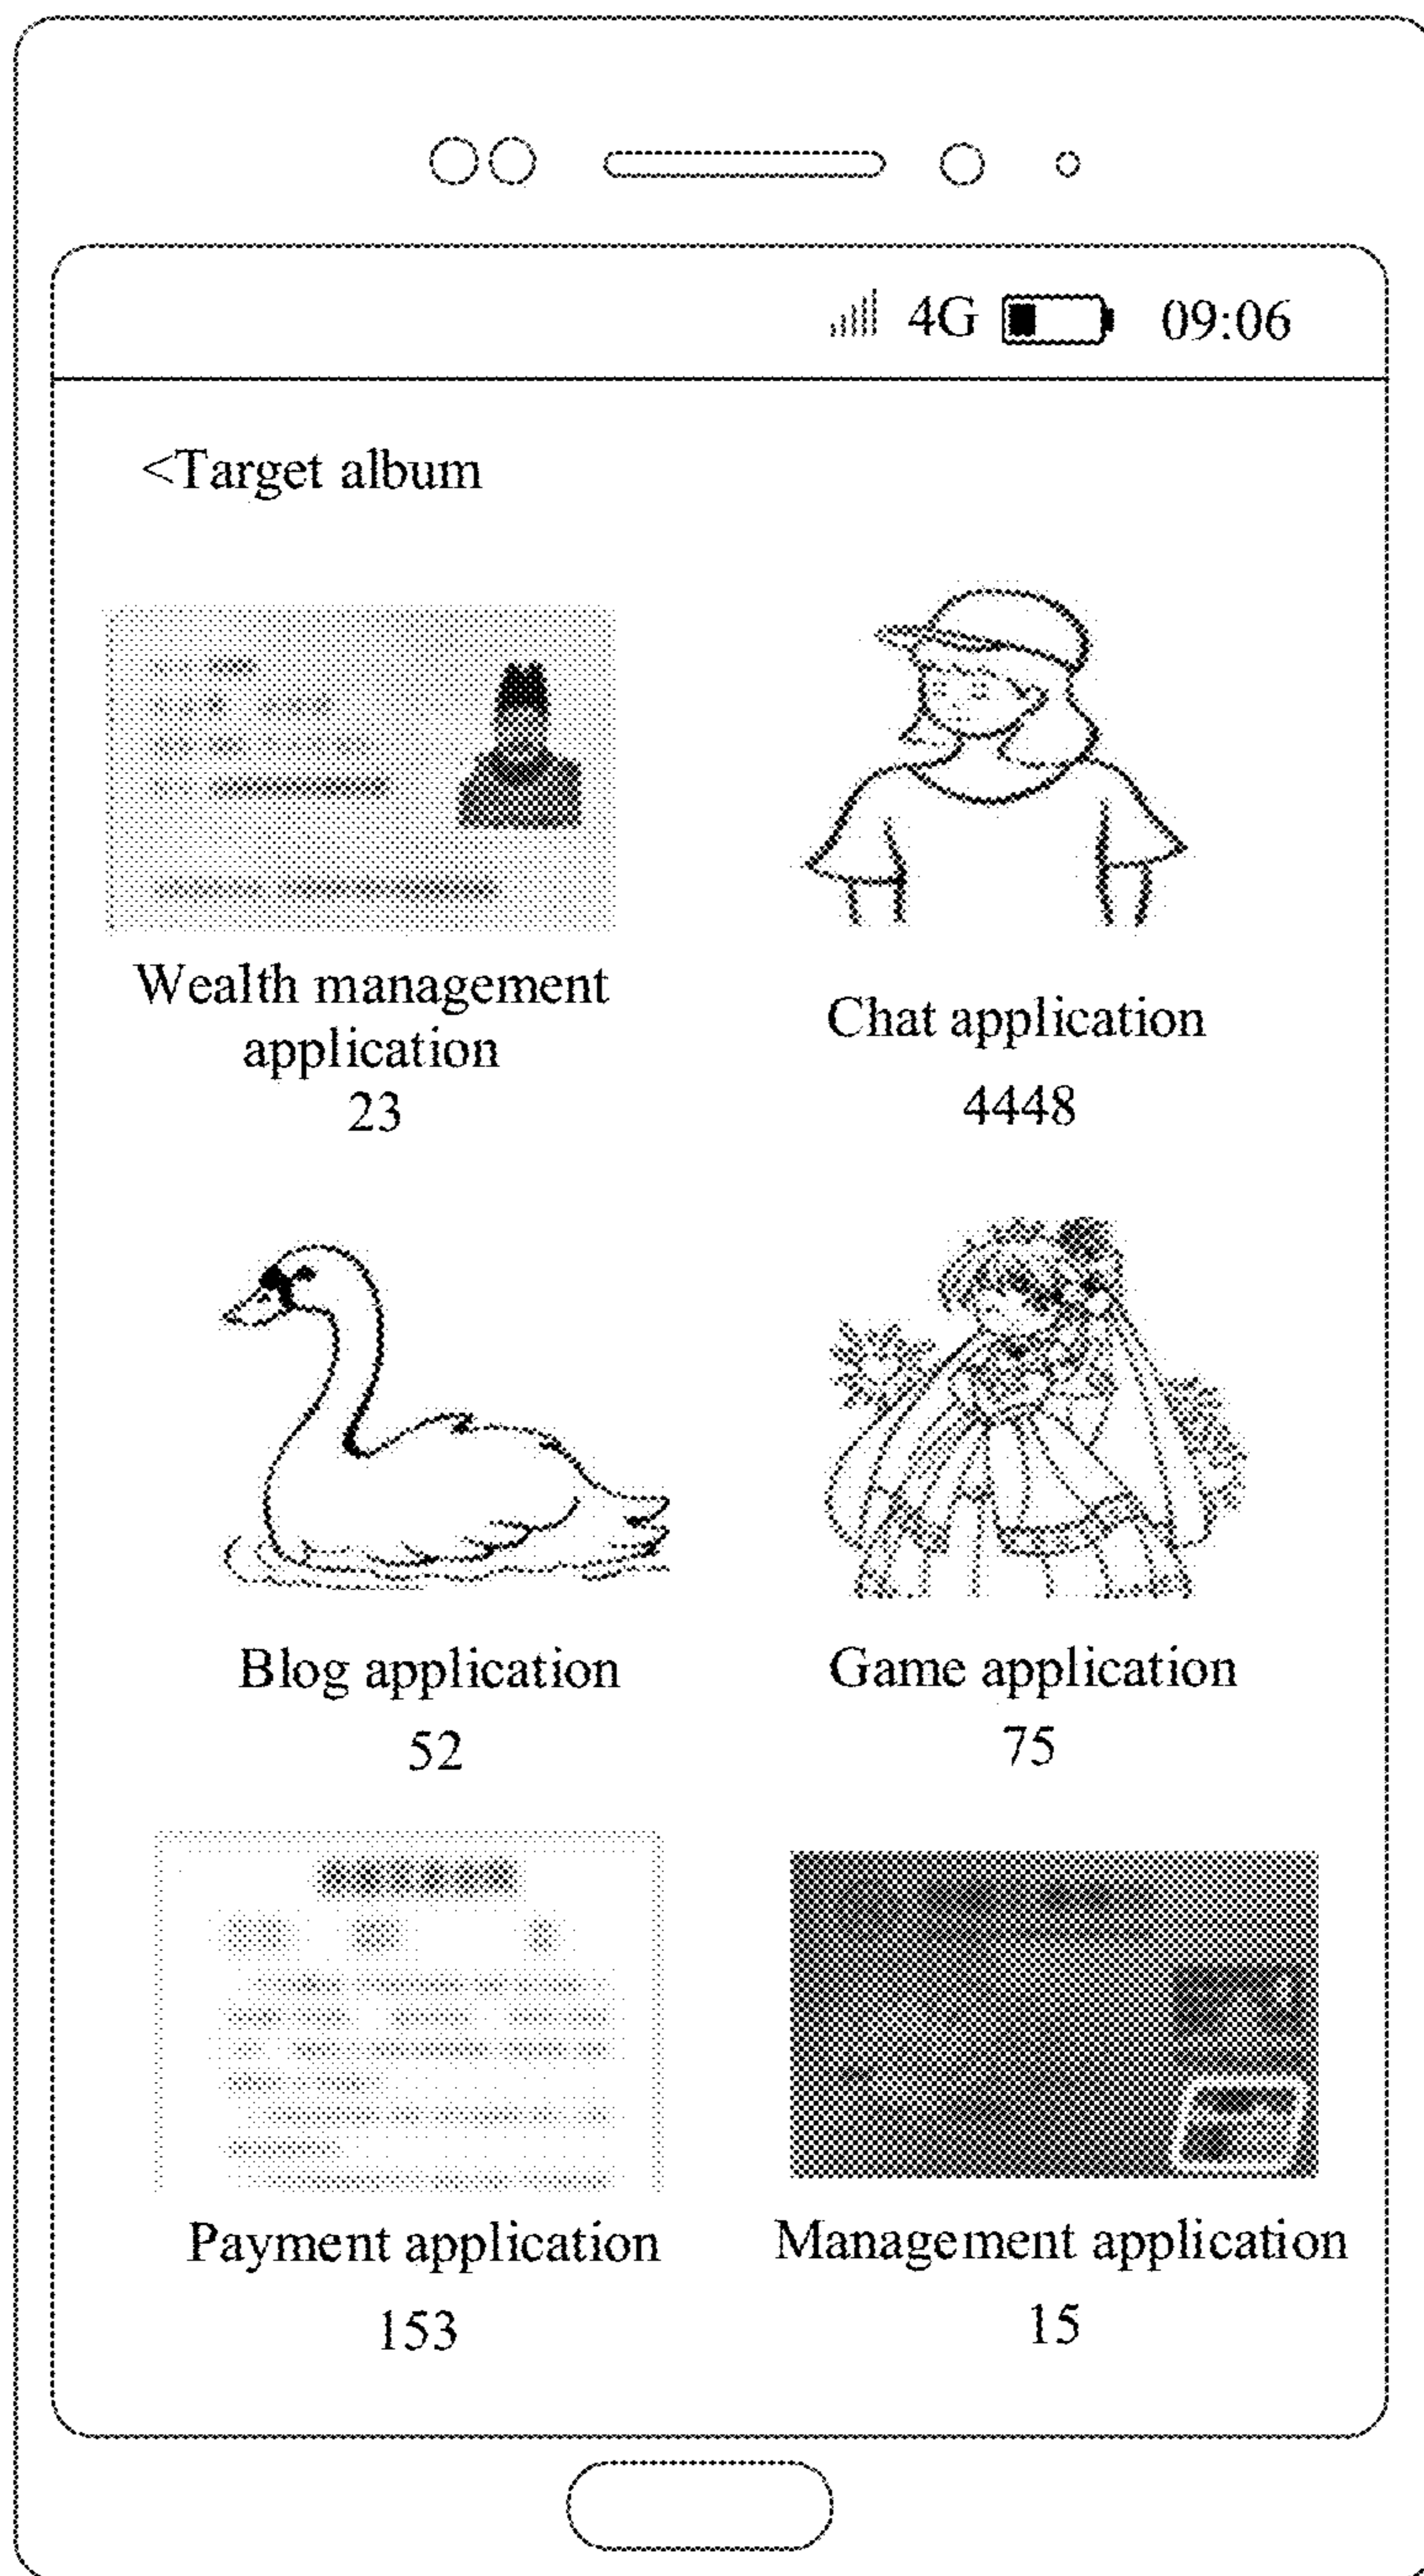 4G 09:06
<Target album
Wealth management
application
23
Chat application
4448
Blog application
52
Game application
75
Payment application
153
Management application
15